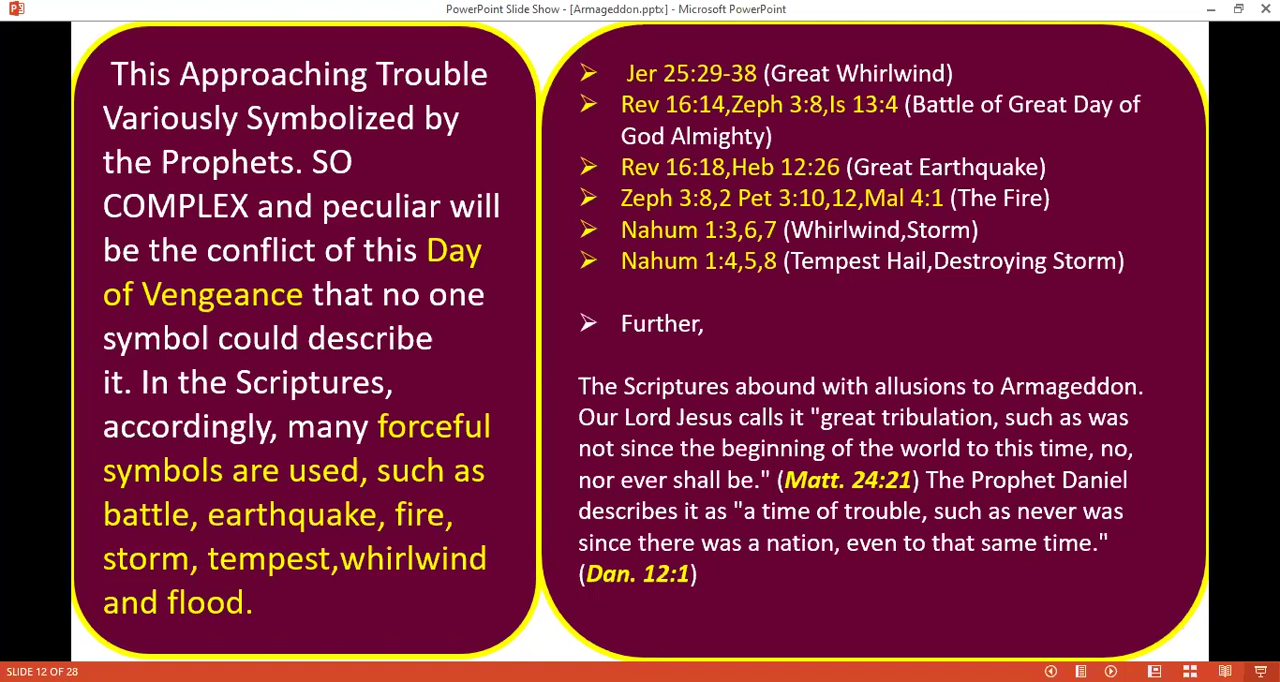 PowerPoint Slide Show - [Armageddon.pptx] - Microsoft PowerPoint
This Approaching Trouble
Variously Symbolized by
the Prophets. SO
COMPLEX and peculiar will
be the conflict of this Day
of Vengeance that no one
symbol could describe
it. In the Scriptures,
accordingly, many forceful
symbols are used, such as
battle, earthquake, fire,
storm, tempest,whirlwind
and flood.
Jer 25:29-38 (Great Whirlwind)
Rev 16:14,Zeph 3:8,Is 13:4 (Battle of Great Day of
God Almighty)
Rev 16:18,Heb 12:26 (Great Earthquake)
Zeph 3:8,2 Pet 3:10,12,Mal 4:1 (The Fire)
Nahum 1:3,6,7 (Whirlwind,Storm)
Nahum 1:4,5,8 (Tempest Hail,Destroying Storm)
Further,
The Scriptures abound with allusions to Armageddon.
Our Lord Jesus calls it "great tribulation, such as was
not since the beginning of the world to this time, no,
nor ever shall be." (Matt. 24:21) The Prophet Daniel
describes it as "a time of trouble, such as never was
since there was a nation, even to that same time."
(Dan. 12:1)
SLIDE 12 OF 28